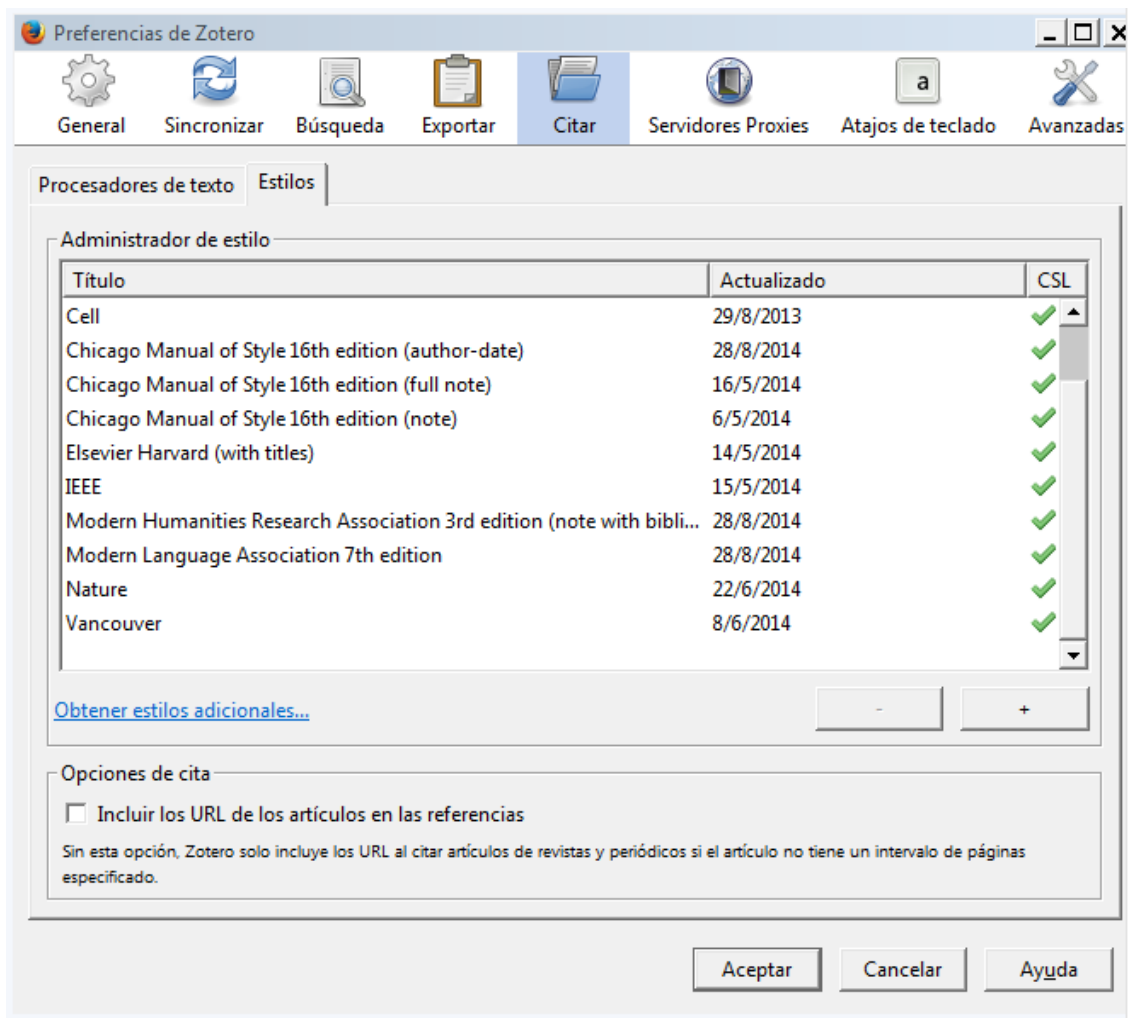 Preferencias de Zotero
General Sincronizar Búsqueda Exportar Citar Servidores Proxies Atajos de teclado Avanzadas
a
Procesadores de texto Estilos
Administrador de estilo
Título Actualizado CSL
Cell 29/8/2013
Chicago Manual of Style 16th edition (author-date) 28/8/2014
Chicago Manual of Style 16th edition (full note) 16/5/2014
Chicago Manual of Style 16th edition (note) 6/5/2014
Elsevier Harvard (with titles) 14/5/2014
IEEE 15/5/2014
Modern Humanities Research Association 3rd edition (note with bibli... 28/8/2014
Modern Language Association 7th edition 28/8/2014
Nature 22/6/2014
Vancouver 8/6/2014
Obtener estilos adicionales... - +
Opciones de cita
Incluir los URL de los artículos en las referencias
Sin esta opción, Zotero solo incluye los URL al citar artículos de revistas y periódicos si el artículo no tiene un intervalo de páginas
especificado.
Aceptar Cancelar Ayuda